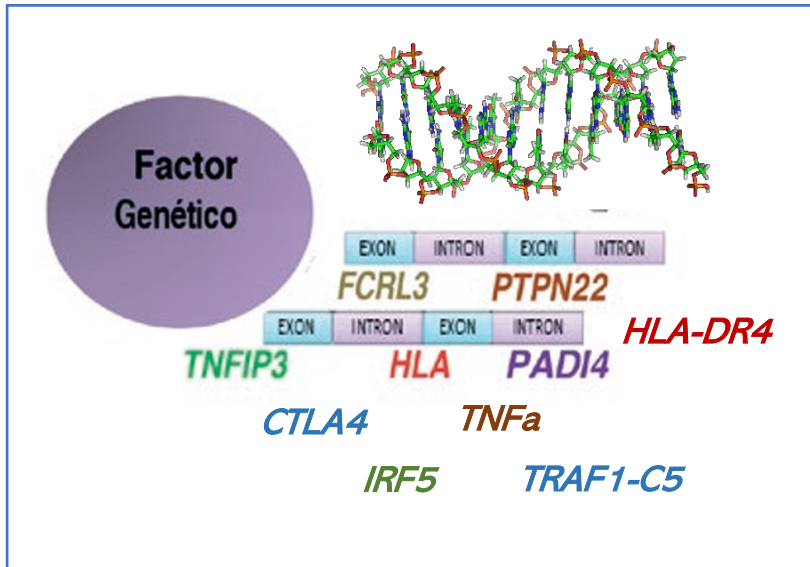 Factor
Genético
EXON INTRON EXON INTRON
FCRL3 PTPN22
EXON INTRON EXON INTRON
HLA-DR4
TNFIP3 HLA PADI4
CTLA4 TNFa
IRF5 TRAF1-C5